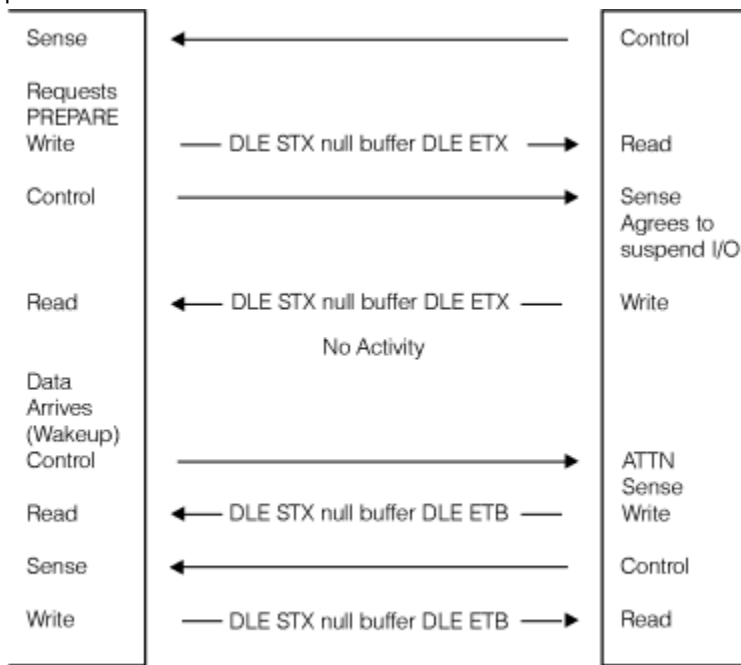 Sense Control
Requests
PREPARE
Write DLE STX null buffer DLE ETX Read
Control Sense
Agrees to
suspend I/O
Read DLE STX null buffer DLE ETX Write
No Activity
Data
Arrives
(Wakeup)
Control ATTN
Sense
Read DLE STX null buffer DLE ETB Write
Sense Control
Write DLE STX null buffer DLE ETB Read